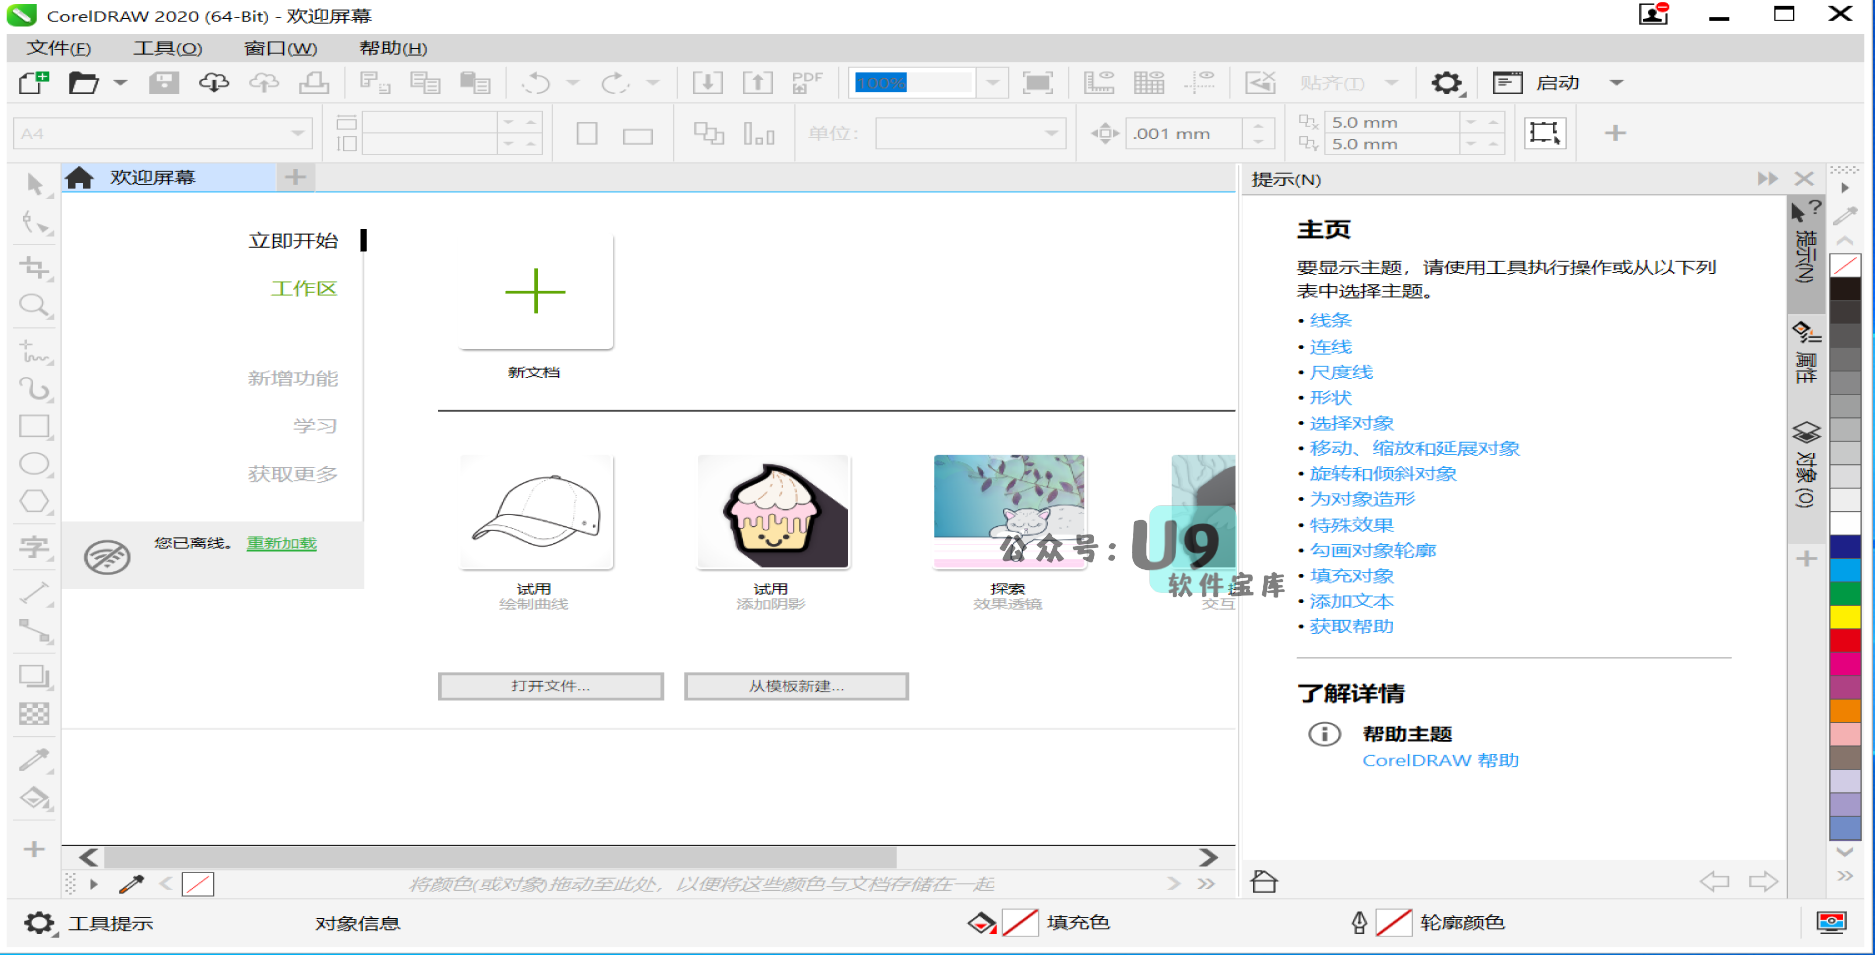 CorelDRAW 2020 (64-Bit) - 欢迎屏幕
文件(F) 工具(O) 窗口(W) 帮助(H)
PDF 100% 贴齐(T) 启动
A4 单位: .001 mm 5.0 mm
5.0 mm
欢迎屏幕
立即开始
工作区
新增功能
学习
获取更多
您已离线。 重新加载
新文档
试用
绘制曲线
试用
添加阴影
探索
效果透镜
交互
打开文件...
从模板新建...
公众号: U9
软件宝库
提示(N)
主页
要显示主题，请使用工具执行操作或从以下列
表中选择主题。
• 线条
• 连线
• 尺度线
• 形状
• 选择对象
• 移动、缩放和延展对象
• 旋转和倾斜对象
• 为对象造形
• 特殊效果
• 勾画对象轮廓
• 填充对象
• 添加文本
• 获取帮助
了解详情
帮助主题
CorelDRAW 帮助
提示(N)
属性
对象(O)
字
将颜色(或对象)拖动至此处，以便将这些颜色与文档存储在一起
工具提示 对象信息 填充色 轮廓颜色